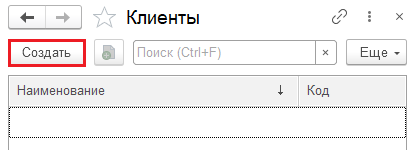 Клиенты
Создать
Поиск (Ctrl+F)
×
Еще
Наименование ↓ Код